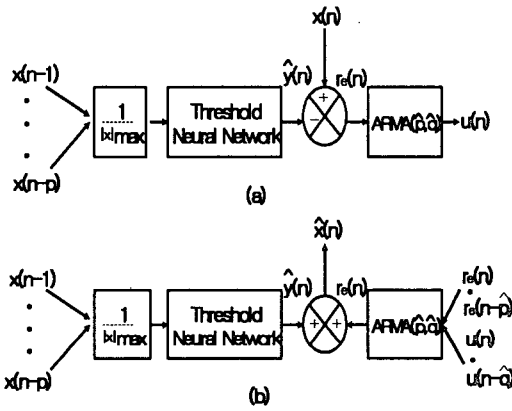 x(n)
ŷ(n) rₑ(n)
x(n-1)
x(n-p)
1
|x|max
Threshold
Neural Network
+
−
ARMA(p̂,q̂)
u(n)
(a)
x̂(n)
ŷ(n) rₑ(n)
x(n-1)
x(n-p)
1
|x|max
Threshold
Neural Network
+ +
ARMA(p̂,q̂)
rₑ(n)
rₑ(n-p̂)
u(n)
u(n-q̂)
(b)